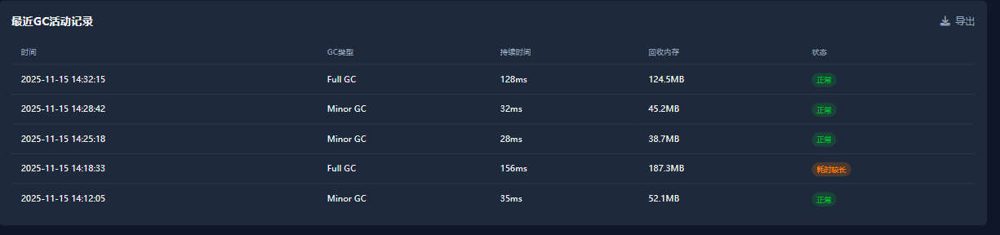 最近GC活动记录 导出
时间 GC类型 持续时间 回收内存 状态
2025-11-15 14:32:15 Full GC 128ms 124.5MB 正常
2025-11-15 14:28:42 Minor GC 32ms 45.2MB 正常
2025-11-15 14:25:18 Minor GC 28ms 38.7MB 正常
2025-11-15 14:18:33 Full GC 156ms 187.3MB 耗时较长
2025-11-15 14:12:05 Minor GC 35ms 52.1MB 正常